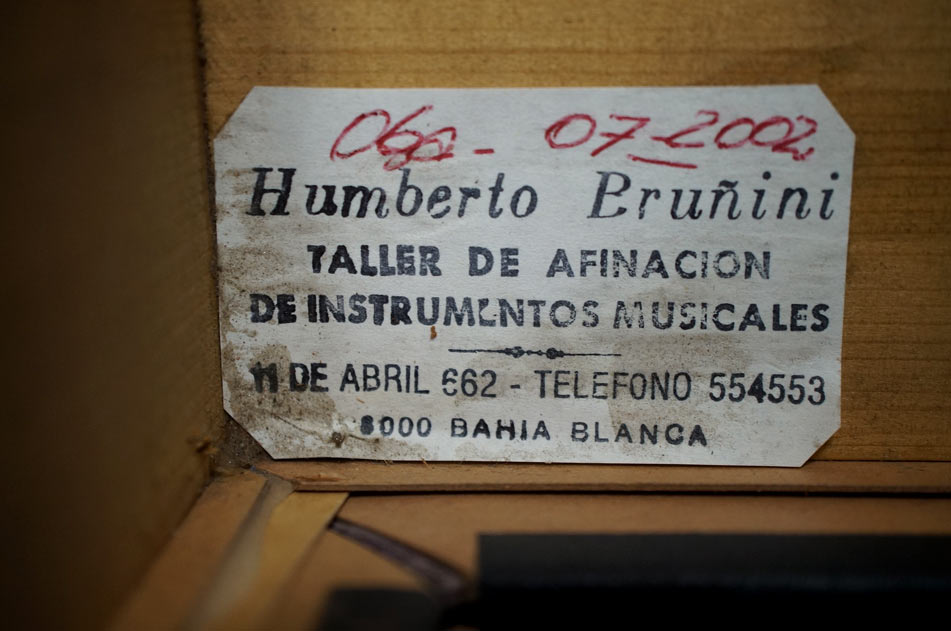 07-2002
Humberto Bruñini
TALLER DE AFINACION
DE INSTRUMENTOS MUSICALES
11 DE ABRIL 662 - TELEFONO 554553
8000 BAHIA BLANCA